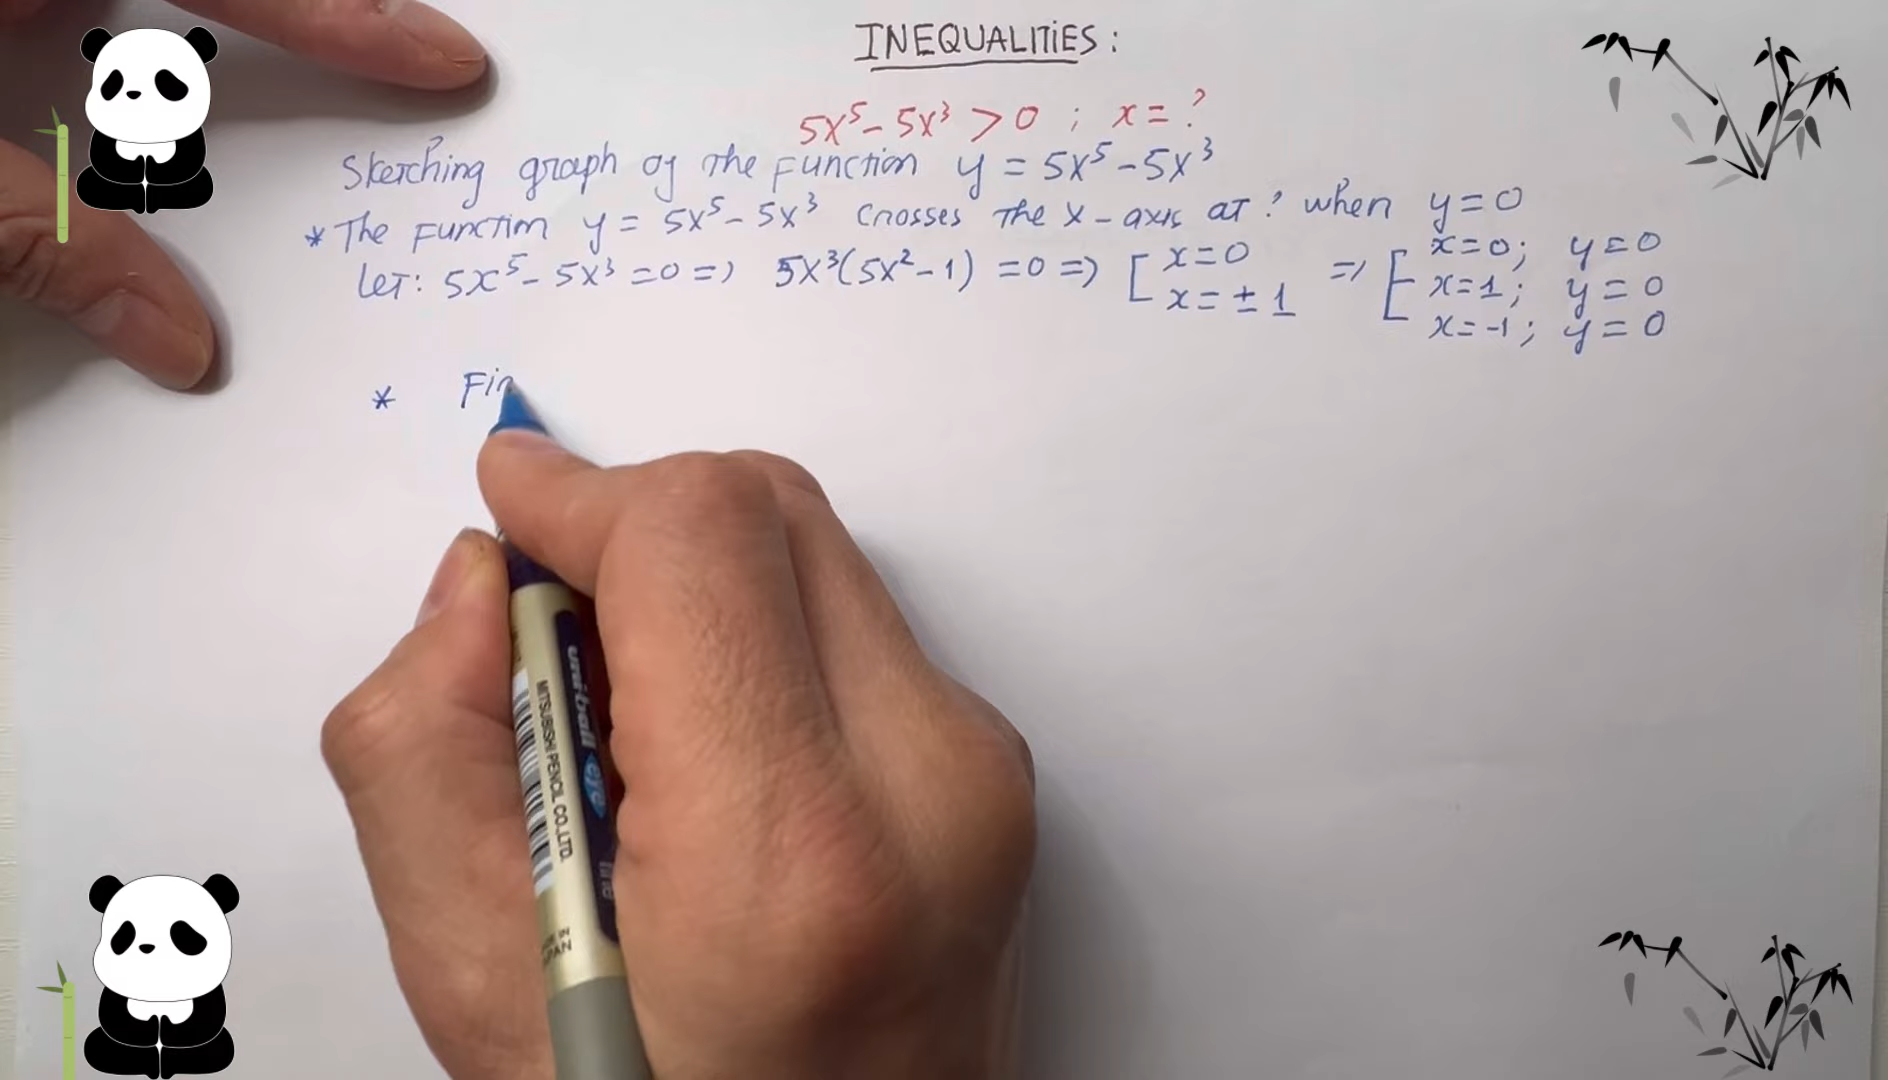 INEQUALITIES:
5x⁵ - 5x³ > 0 ; x = ?
Sketching graph of the function y = 5x⁵ - 5x³
* The function y = 5x⁵ - 5x³ crosses the x-axis at? when y = 0
Let: 5x⁵ - 5x³ = 0 => 5x³(5x² - 1) = 0 => [ x = 0 => [ x = 0; y = 0
x = ± 1 x = 1; y = 0
x = -1; y = 0
* Fin
uni-ball eye
fine
MITSUBISHI PENCIL CO.,LTD.